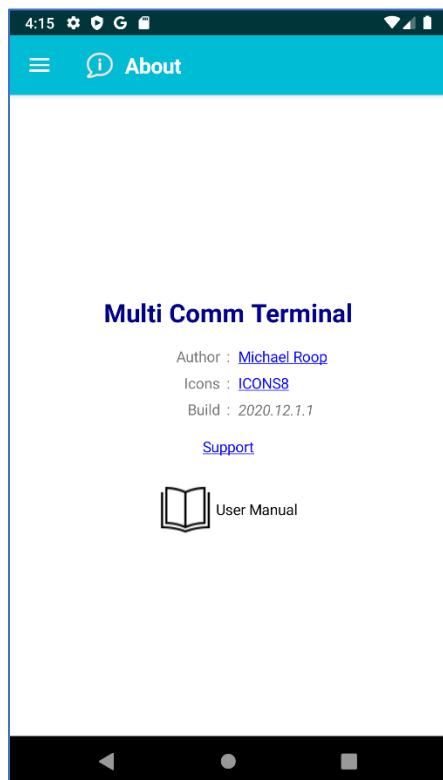 4:15 G
About
Multi Comm Terminal
Author : Michael Roop
Icons : ICONS8
Build : 2020.12.1.1
Support
User Manual